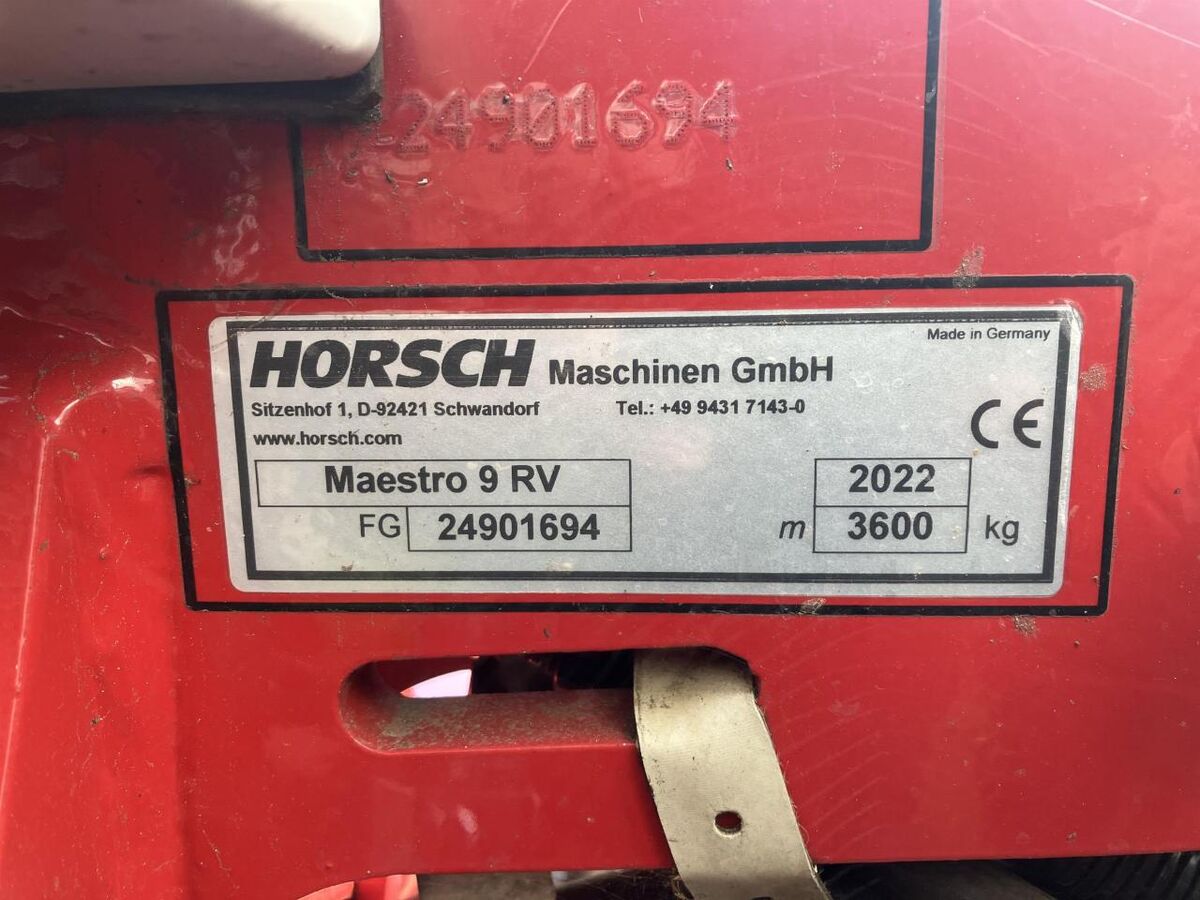 24901694
Made in Germany
HORSCH Maschinen GmbH
Sitzenhof 1, D-92421 Schwandorf Tel.: +49 9431 7143-0
www.horsch.com
CE
Maestro 9 RV 2022
FG 24901694 m 3600 kg